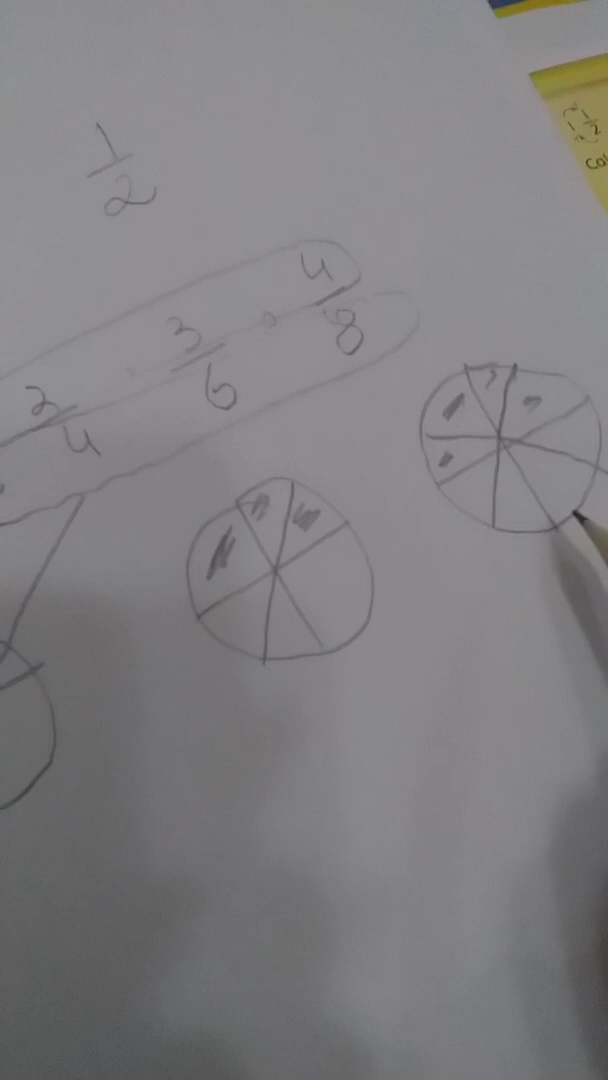 1/2
2/4 . 3/6 . 4/8